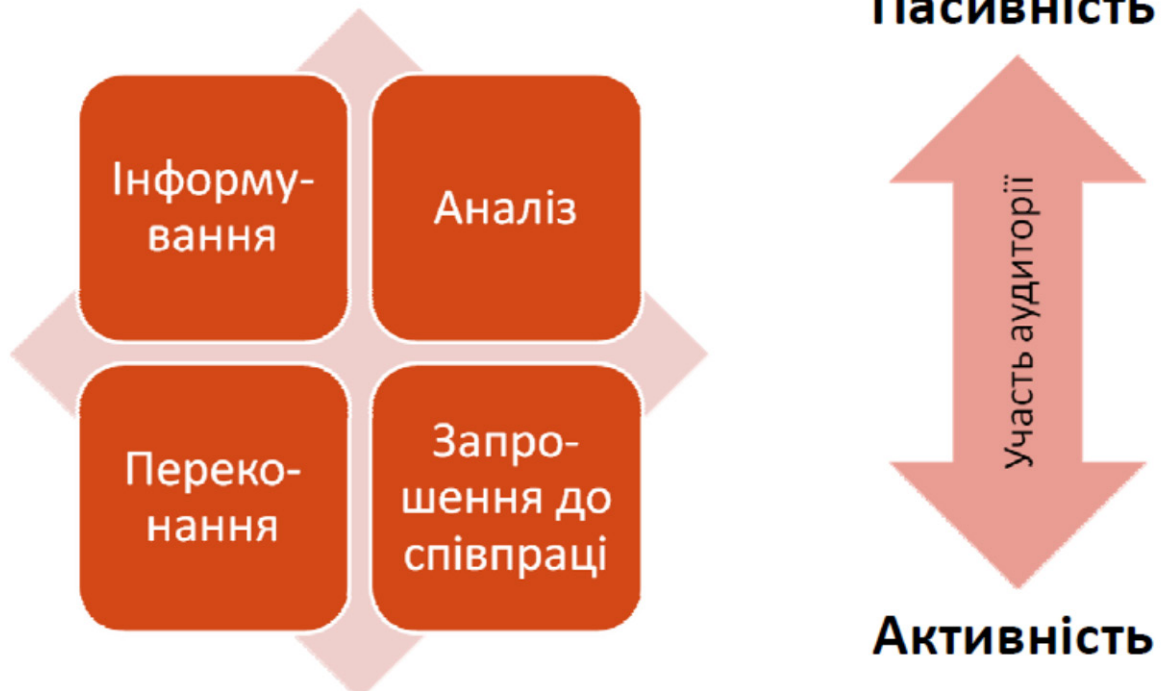 Інформу-
вання
Аналіз
Переко-
нання
Запро-
шення до
співпраці
Пасивність
Участь аудиторії
Активність